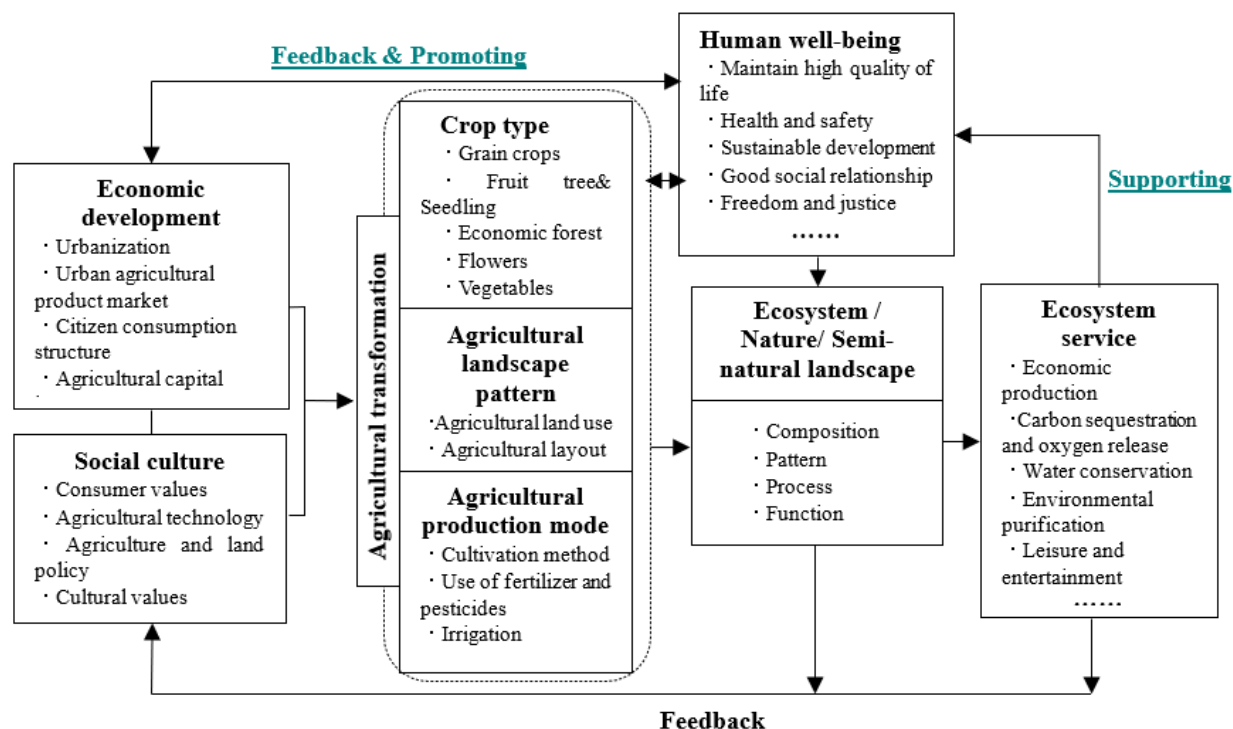 Feedback & Promoting
Human well-being
· Maintain high quality of
life
· Health and safety
· Sustainable development
· Good social relationship
· Freedom and justice
……
Supporting
Economic
development
· Urbanization
· Urban agricultural
product market
· Citizen consumption
structure
· Agricultural capital
.
Social culture
· Consumer values
· Agricultural technology
· Agriculture and land
policy
· Cultural values
Agricultural transformation
Crop type
· Grain crops
· Fruit tree&
Seedling
· Economic forest
· Flowers
· Vegetables
Agricultural
landscape
pattern
·Agricultural land use
· Agricultural layout
Agricultural
production mode
· Cultivation method
· Use of fertilizer and
pesticides
· Irrigation
Ecosystem /
Nature/ Semi-
natural landscape
· Composition
· Pattern
· Process
· Function
Ecosystem
service
· Economic
production
·Carbon sequestration
and oxygen release
· Water conservation
· Environmental
purification
· Leisure and
entertainment
……
Feedback